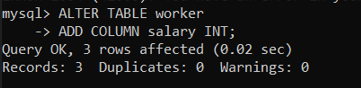 mysql> ALTER TABLE worker
    -> ADD COLUMN salary INT;
Query OK, 3 rows affected (0.02 sec)
Records: 3  Duplicates: 0  Warnings: 0